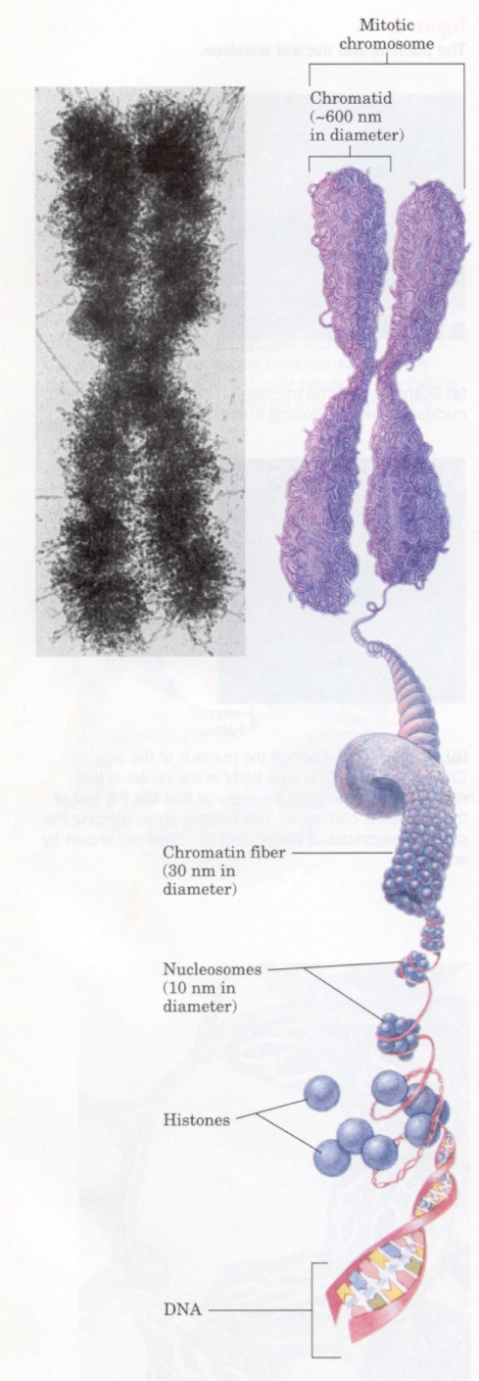 Mitotic
chromosome
Chromatid
(~600 nm
in diameter)
Chromatin fiber
(30 nm in
diameter)
Nucleosomes
(10 nm in
diameter)
Histones
DNA